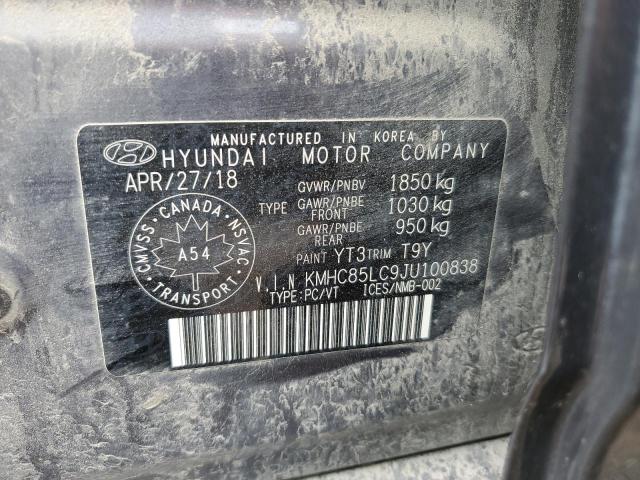 MANUFACTURED IN KOREA BY
HYUNDAI MOTOR COMPANY
APR/27/18
GVWR/PNBV 1850 kg
TYPE GAWR/PNBE FRONT 1030 kg
GAWR/PNBE REAR 950 kg
PAINT YT3 TRIM T9Y
V.I.N KMHC85LC9JU100838
TYPE:PC/VT ICES/NMB-002
CMVSS • CANADA • NSVAC
A54
• TRANSPORT •